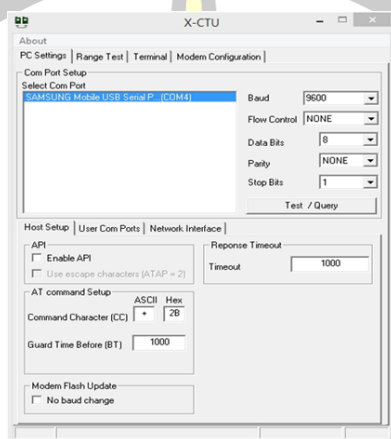 X-CTU
About
PC Settings Range Test Terminal Modem Configuration
Com Port Setup
Select Com Port
SAMSUNG Mobile USB Serial P.. (COM4)
Baud 9600
Flow Control NONE
Data Bits 8
Parity NONE
Stop Bits 1
Test / Query
Host Setup User Com Ports Network Interface
API
Enable API
Use escape characters (ATAP = 2)
Reponse Timeout
Timeout 1000
AT command Setup
ASCII Hex
Command Character (CC) + 2B
Guard Time Before (BT) 1000
Modem Flash Update
No baud change